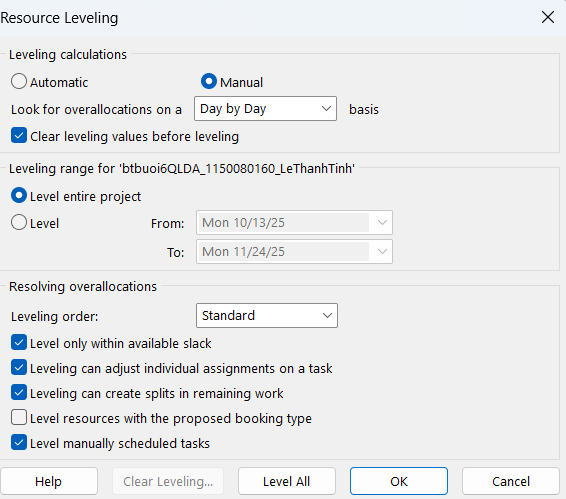 Resource Leveling
Leveling calculations
Automatic Manual
Look for overallocations on a Day by Day basis
Clear leveling values before leveling
Leveling range for 'btbuoi6QLDA_1150080160_LeThanhTinh'
Level entire project
Level From: Mon 10/13/25
To: Mon 11/24/25
Resolving overallocations
Leveling order: Standard
Level only within available slack
Leveling can adjust individual assignments on a task
Leveling can create splits in remaining work
Level resources with the proposed booking type
Level manually scheduled tasks
Help Clear Leveling... Level All OK Cancel